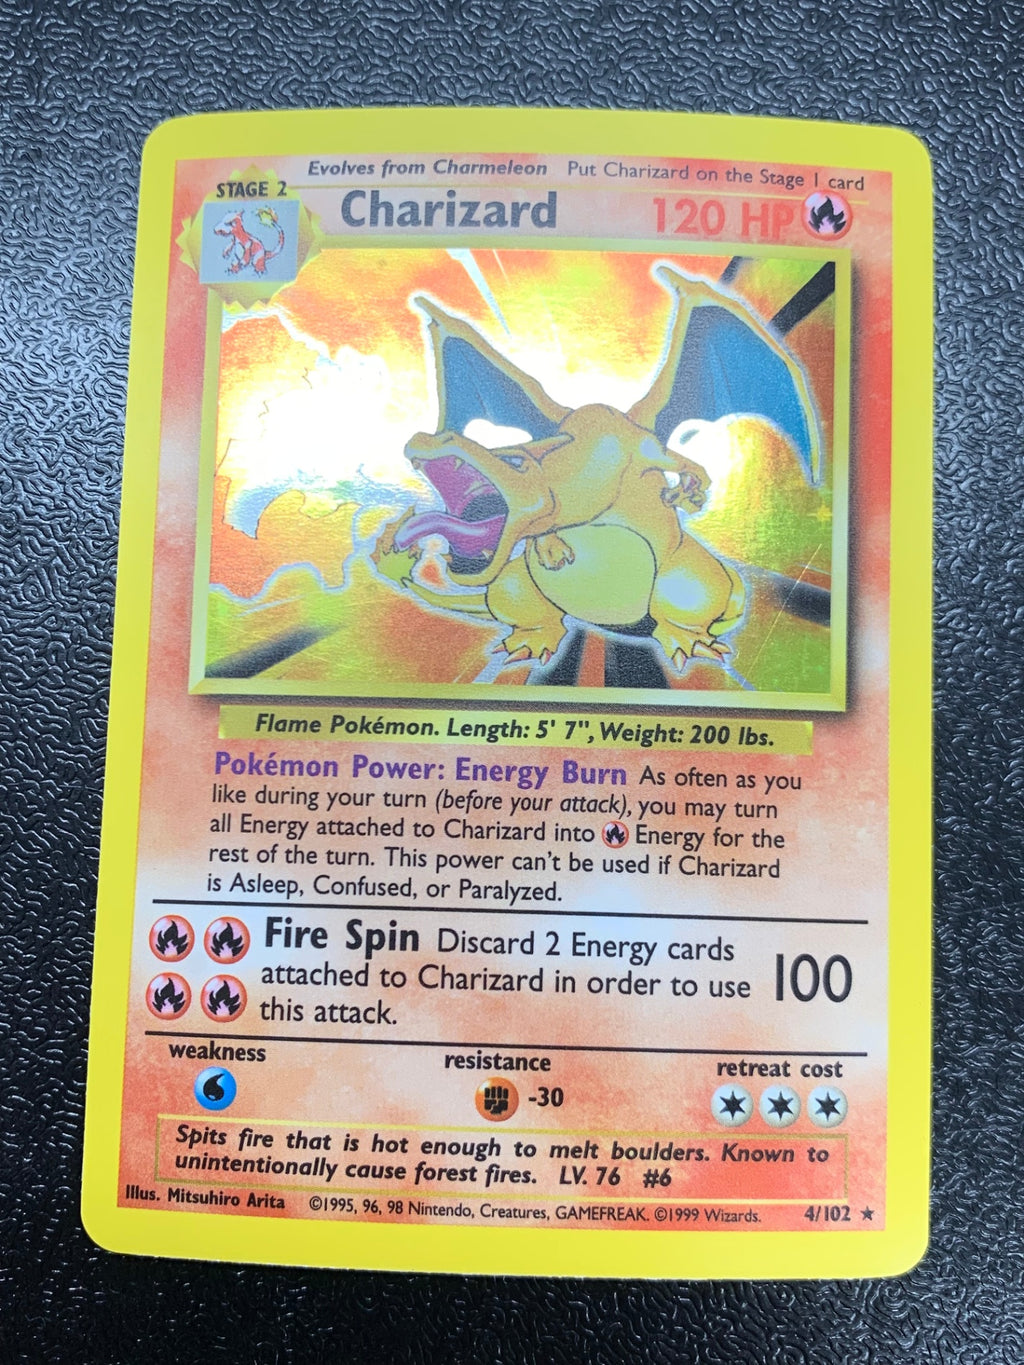 Evolves from Charmeleon Put Charizard on the Stage 1 card
STAGE 2
Charizard 120 HP
Flame Pokémon. Length: 5' 7", Weight: 200 lbs.
Pokémon Power: Energy Burn As often as you
like during your turn (before your attack), you may turn
all Energy attached to Charizard into Energy for the
rest of the turn. This power can't be used if Charizard
is Asleep, Confused, or Paralyzed.
Fire Spin Discard 2 Energy cards
attached to Charizard in order to use 100
this attack.
weakness resistance retreat cost
-30
Spits fire that is hot enough to melt boulders. Known to
unintentionally cause forest fires. LV. 76 #6
Illus. Mitsuhiro Arita ©1995, 96, 98 Nintendo, Creatures, GAMEFREAK. ©1999 Wizards. 4/102 ★